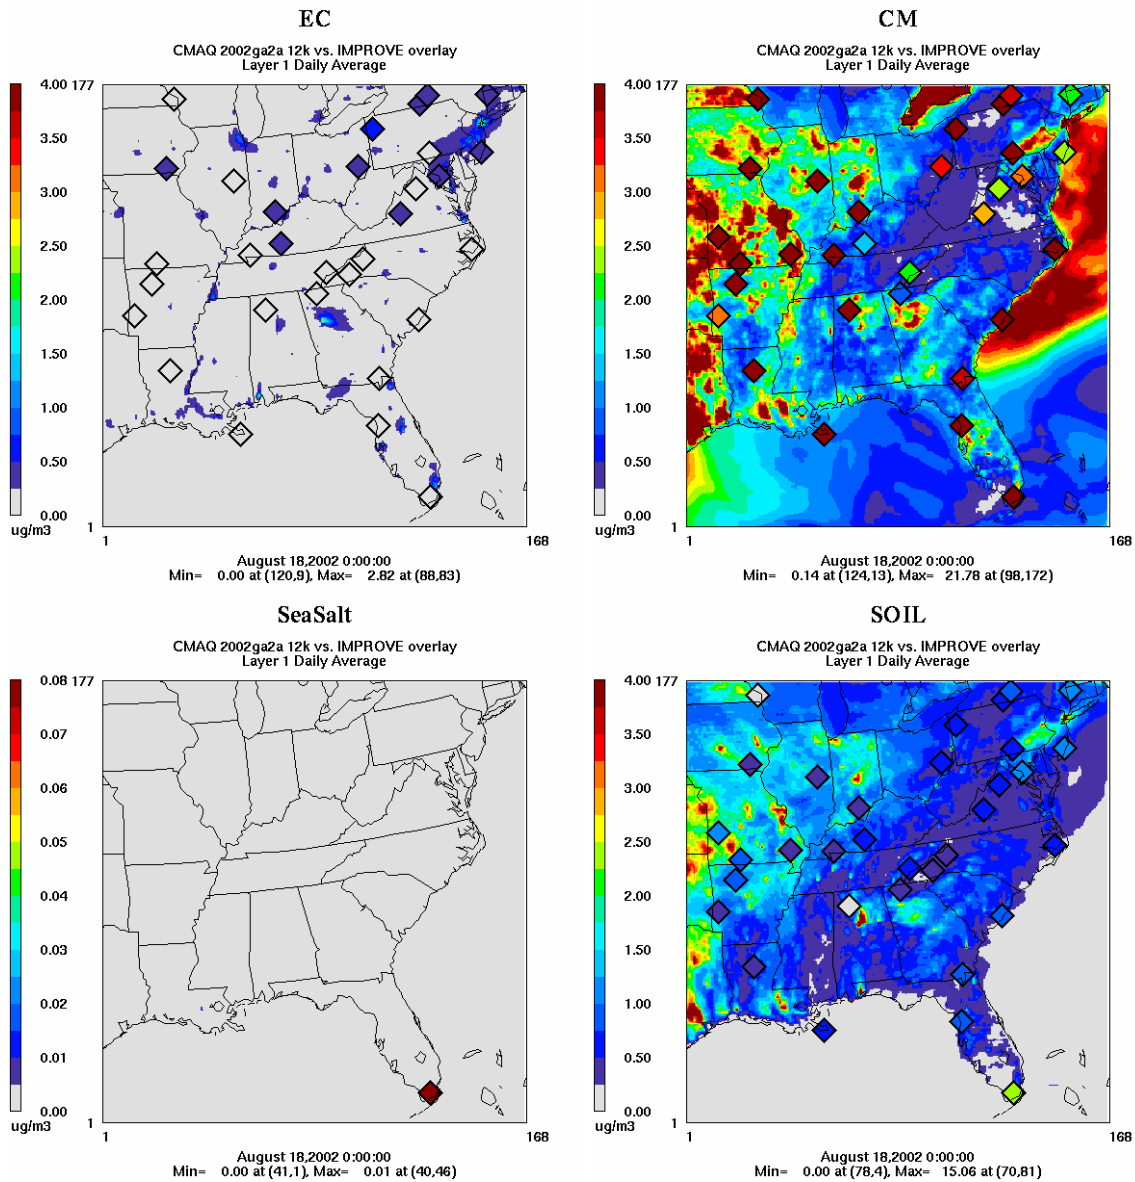 EC
CMAQ 2002ga2a 12k vs. IMPROVE overlay
Layer 1 Daily Average
4.00
3.50
3.00
2.50
2.00
1.50
1.00
0.50
0.00
ug/m3
177
1
1
168
August 18,2002 0:00:00
Min= 0.00 at (120,9), Max= 2.82 at (88,83)
CM
CMAQ 2002ga2a 12k vs. IMPROVE overlay
Layer 1 Daily Average
4.00
3.50
3.00
2.50
2.00
1.50
1.00
0.50
0.00
ug/m3
177
1
1
168
August 18,2002 0:00:00
Min= 0.14 at (124,13), Max= 21.78 at (98,172)
SeaSalt
CMAQ 2002ga2a 12k vs. IMPROVE overlay
Layer 1 Daily Average
0.08
0.07
0.06
0.05
0.04
0.03
0.02
0.01
0.00
ug/m3
177
1
1
168
August 18,2002 0:00:00
Min= 0.00 at (41,1), Max= 0.01 at (40,46)
SOIL
CMAQ 2002ga2a 12k vs. IMPROVE overlay
Layer 1 Daily Average
4.00
3.50
3.00
2.50
2.00
1.50
1.00
0.50
0.00
ug/m3
177
1
1
168
August 18,2002 0:00:00
Min= 0.00 at (78,4), Max= 15.06 at (70,81)